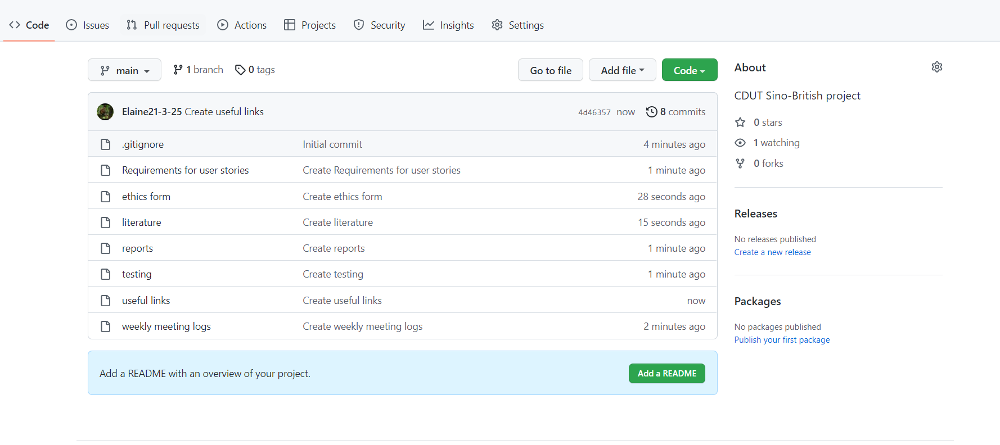 Code Issues Pull requests Actions Projects Security Insights Settings
main 1 branch 0 tags Go to file Add file Code
Elaine21-3-25 Create useful links 4d46357 now 8 commits
.gitignore Initial commit 4 minutes ago
Requirements for user stories Create Requirements for user stories 1 minute ago
ethics form Create ethics form 28 seconds ago
literature Create literature 15 seconds ago
reports Create reports 1 minute ago
testing Create testing 1 minute ago
useful links Create useful links now
weekly meeting logs Create weekly meeting logs 2 minutes ago
Add a README with an overview of your project. Add a README
About
CDUT Sino-British project
0 stars
1 watching
0 forks
Releases
No releases published
Create a new release
Packages
No packages published
Publish your first package